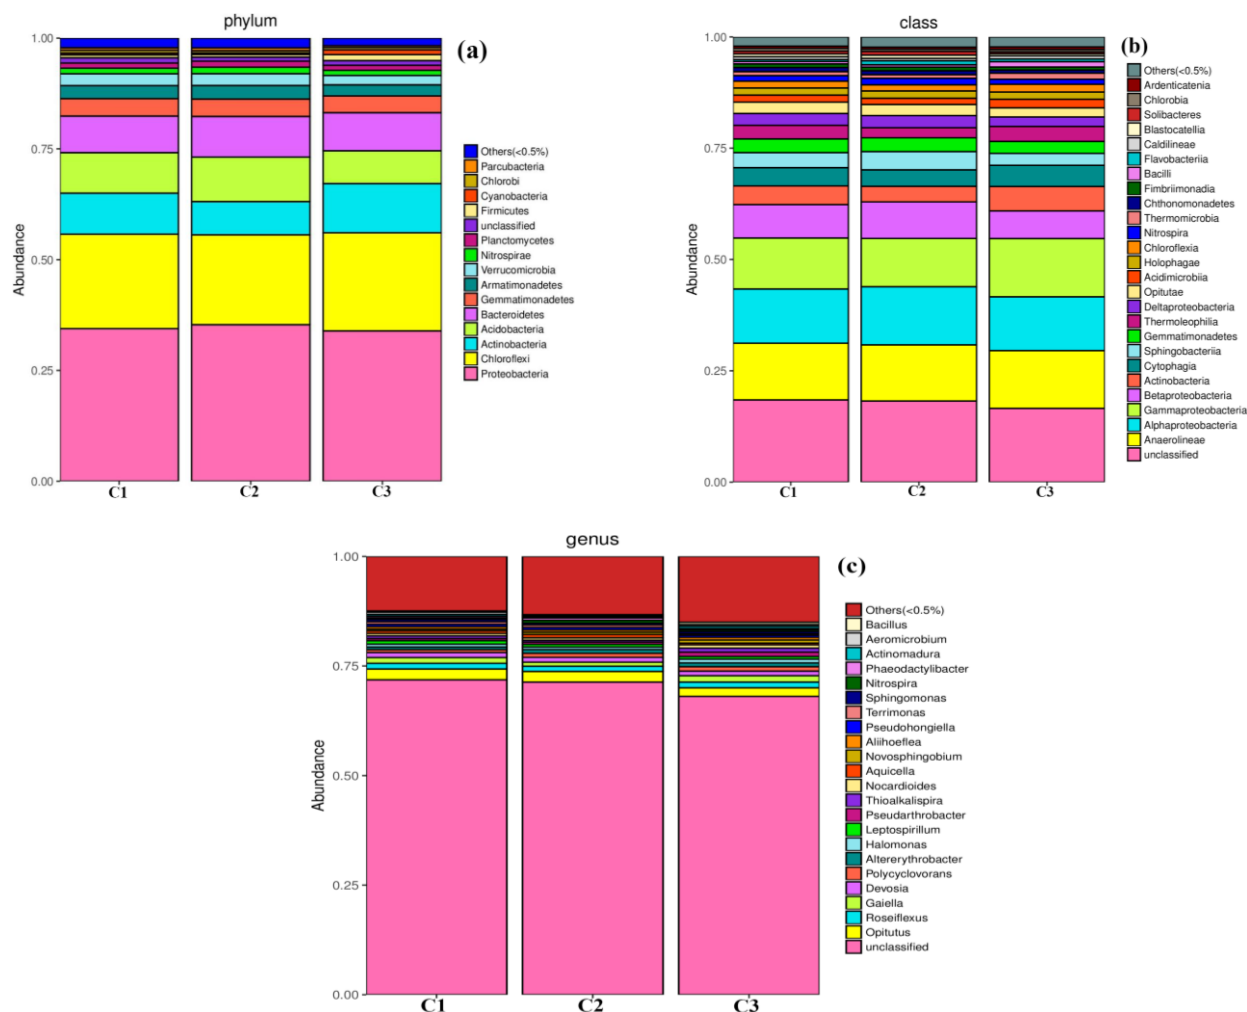 phylum
(a)
1.00
0.75
0.50
0.25
0.00
Abundance
C1
C2
C3
Others(<0.5%)
Parcubacteria
Chlorobi
Cyanobacteria
Firmicutes
unclassified
Planctomycetes
Nitrospirae
Verrucomicrobia
Armatimonadetes
Gemmatimonadetes
Bacteroidetes
Acidobacteria
Actinobacteria
Chloroflexi
Proteobacteria
class
(b)
1.00
0.75
0.50
0.25
0.00
Abundance
C1
C2
C3
Others(<0.5%)
Ardenticatenia
Chlorobia
Solibacteres
Blastocatellia
Caldilineae
Flavobacteriia
Bacilli
Fimbriimonadia
Chthonomonadetes
Thermomicrobia
Nitrospira
Chloroflexia
Holophagae
Acidimicrobiia
Opitutae
Deltaproteobacteria
Thermoleophilia
Gemmatimonadetes
Sphingobacteriia
Cytophagia
Actinobacteria
Betaproteobacteria
Gammaproteobacteria
Alphaproteobacteria
Anaerolineae
unclassified
genus
(c)
1.00
0.75
0.50
0.25
0.00
Abundance
C1
C2
C3
Others(<0.5%)
Bacillus
Aeromicrobium
Actinomadura
Phaeodactylibacter
Nitrospira
Sphingomonas
Terrimonas
Pseudohongiella
Aliihoeflea
Novosphingobium
Aquicella
Nocardioides
Thioalkalispira
Pseudarthrobacter
Leptospirillum
Halomonas
Altererythrobacter
Polycyclovorans
Devosia
Gaiella
Roseiflexus
Opitutus
unclassified